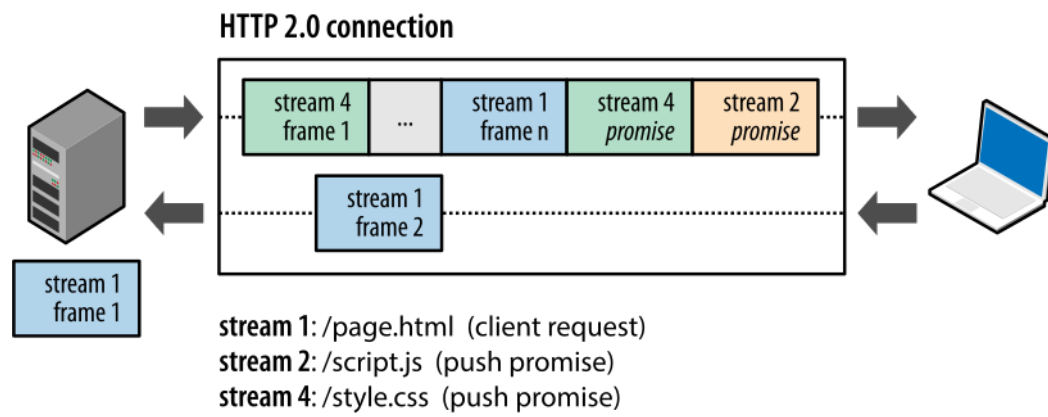 HTTP 2.0 connection
stream 4
frame 1
...
stream 1
frame n
stream 4
promise
stream 2
promise
stream 1
frame 2
stream 1
frame 1
stream 1: /page.html (client request)
stream 2: /script.js (push promise)
stream 4: /style.css (push promise)